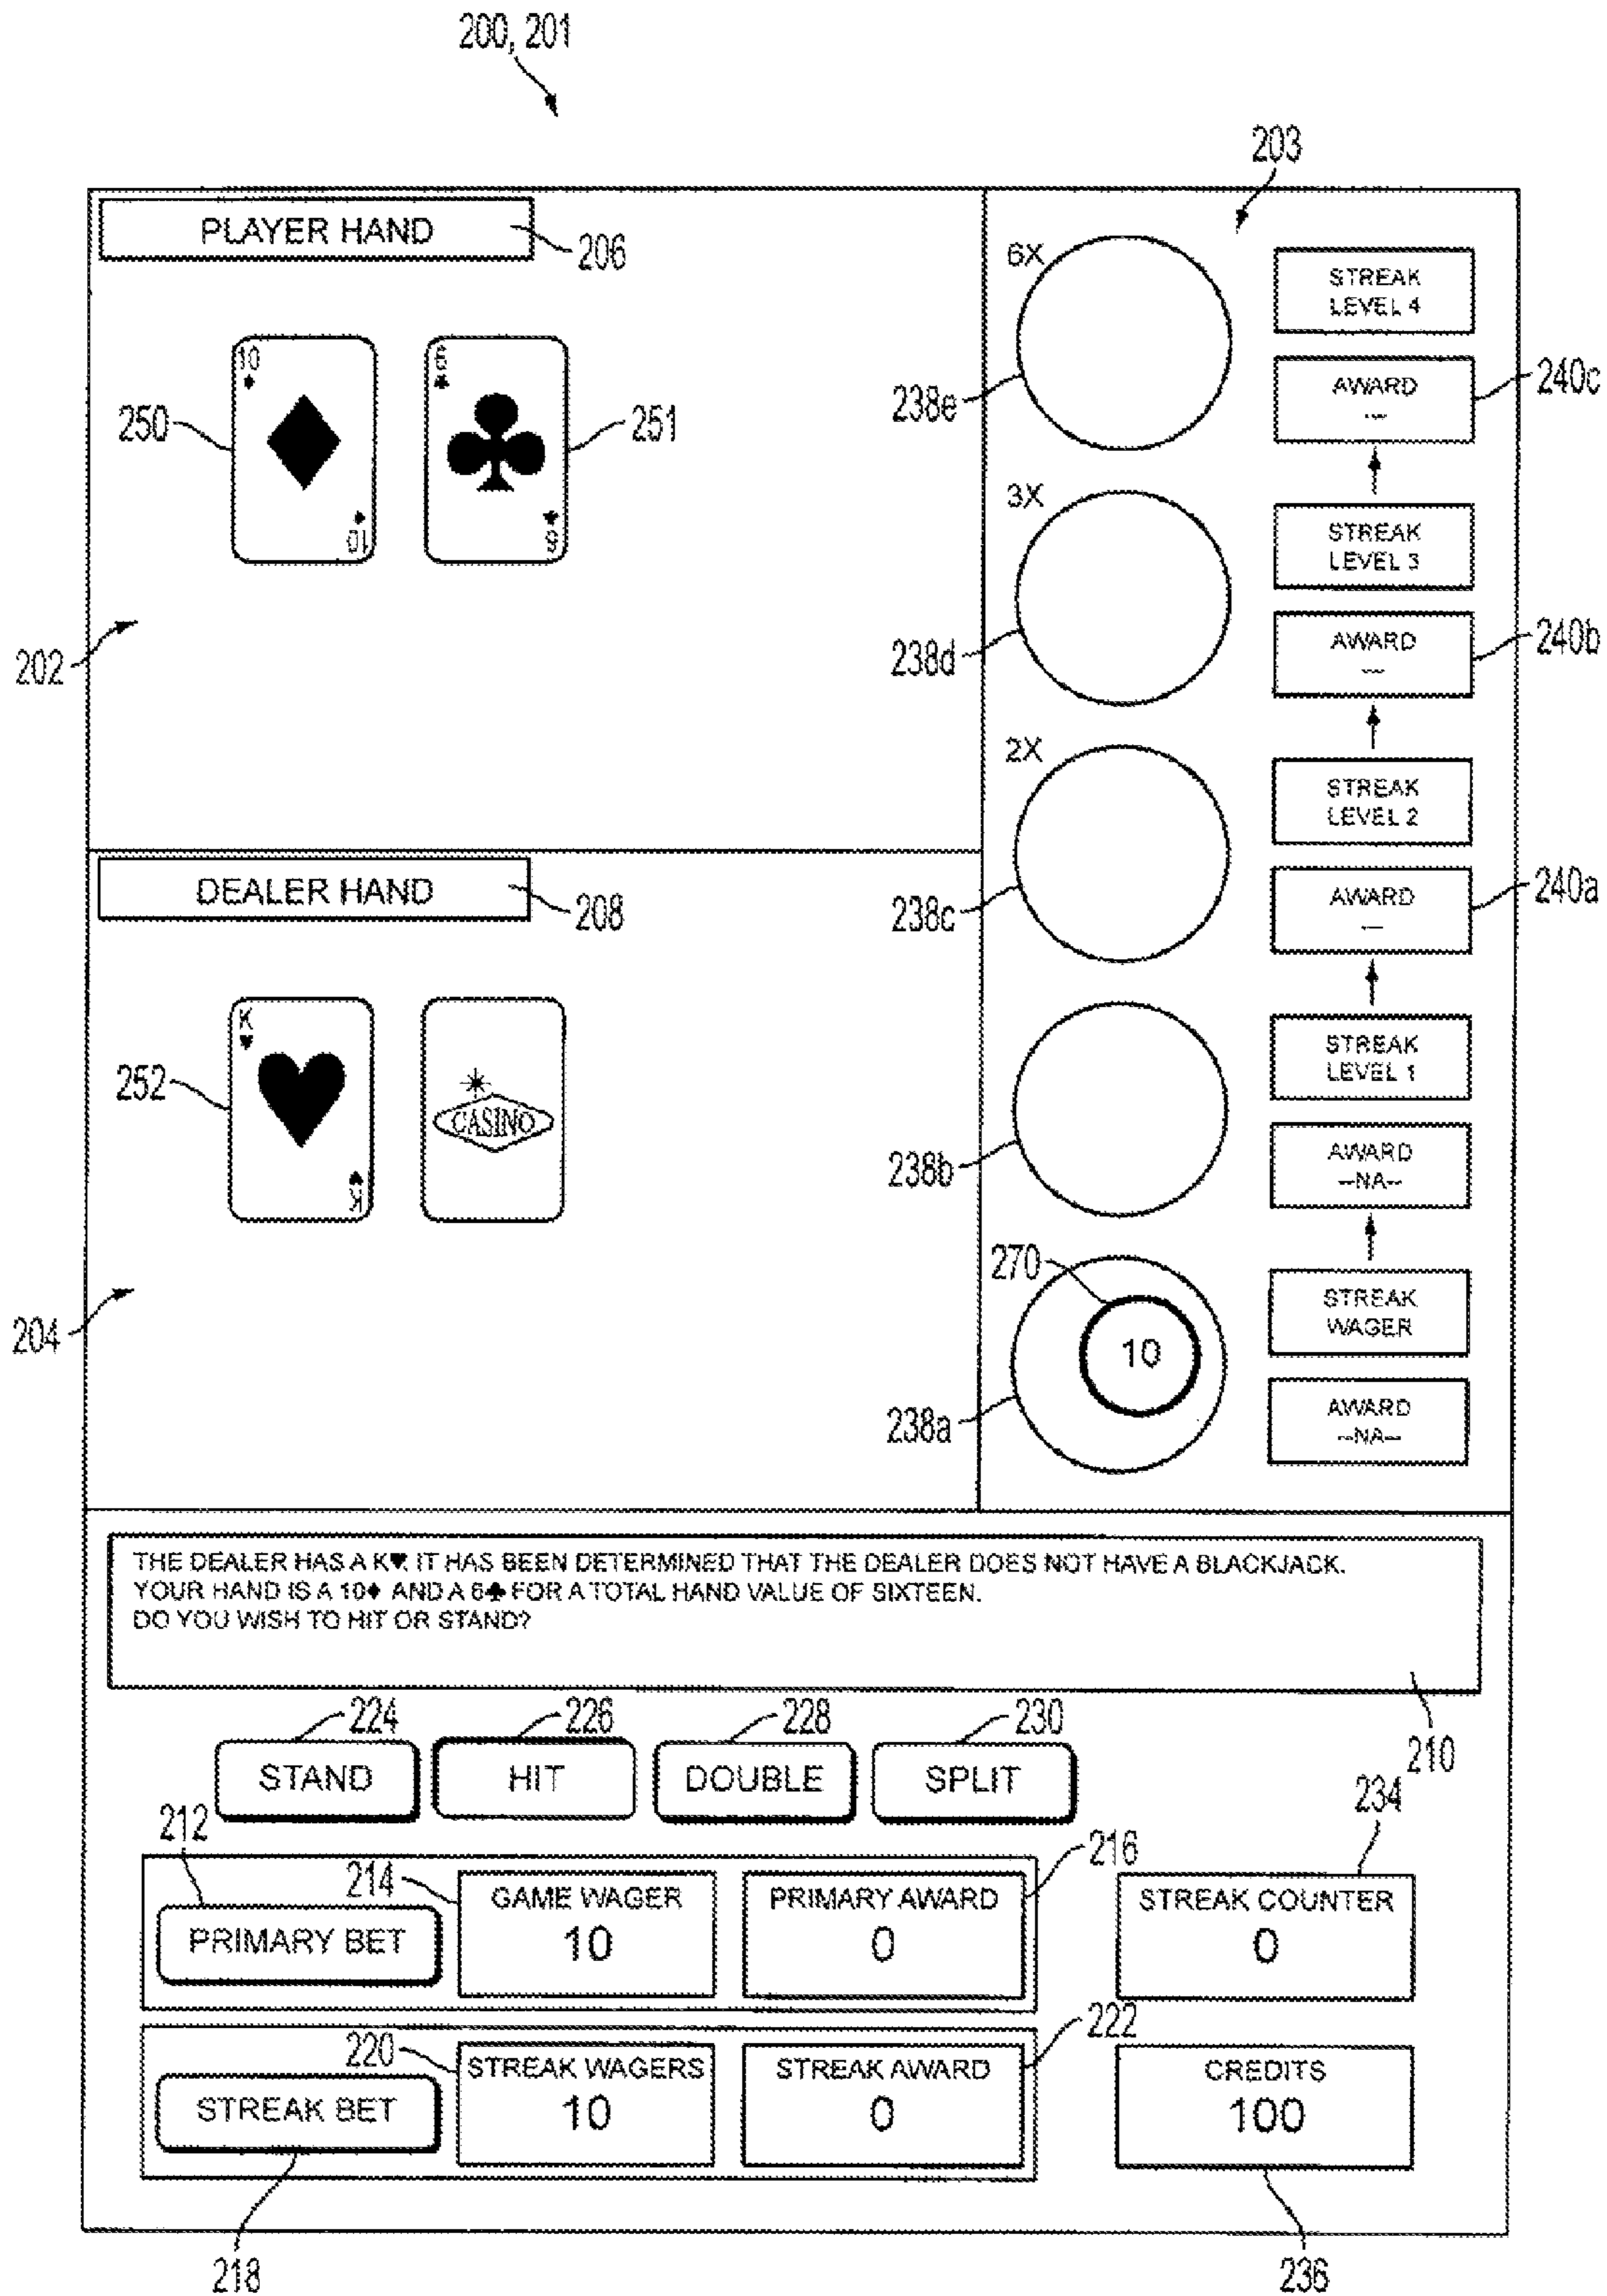 200, 201
203
PLAYER HAND
206
10♦
10♦
250
6♣
6♣
251
202
DEALER HAND
208
K♥
K♥
252
CASINO
204
6X
238e
STREAK
LEVEL 4
AWARD
---
240c
3X
238d
STREAK
LEVEL 3
AWARD
---
240b
2X
238c
STREAK
LEVEL 2
AWARD
---
240a
238b
STREAK
LEVEL 1
AWARD
--NA--
270
10
238a
STREAK
WAGER
AWARD
--NA--
THE DEALER HAS A K♥. IT HAS BEEN DETERMINED THAT THE DEALER DOES NOT HAVE A BLACKJACK.
YOUR HAND IS A 10♦ AND A 6♣ FOR A TOTAL HAND VALUE OF SIXTEEN.
DO YOU WISH TO HIT OR STAND?
210
224
226
228
230
STAND
HIT
DOUBLE
SPLIT
212
214
216
234
PRIMARY BET
GAME WAGER
10
PRIMARY AWARD
0
STREAK COUNTER
0
220
222
STREAK BET
STREAK WAGERS
10
STREAK AWARD
0
CREDITS
100
218
236